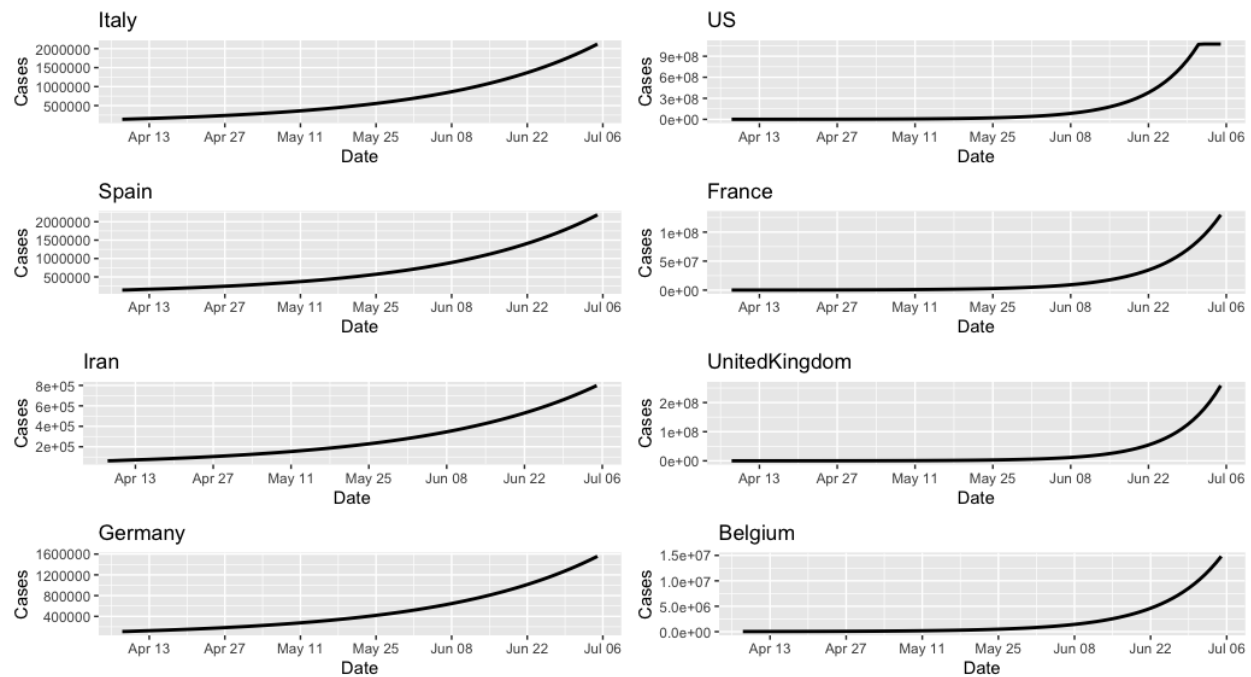 Italy
Cases
2000000
1500000
1000000
500000
Apr 13 Apr 27 May 11 May 25 Jun 08 Jun 22 Jul 06
Date
US
Cases
9e+08
6e+08
3e+08
0e+00
Apr 13 Apr 27 May 11 May 25 Jun 08 Jun 22 Jul 06
Date
Spain
Cases
2000000
1500000
1000000
500000
Apr 13 Apr 27 May 11 May 25 Jun 08 Jun 22 Jul 06
Date
France
Cases
1e+08
5e+07
0e+00
Apr 13 Apr 27 May 11 May 25 Jun 08 Jun 22 Jul 06
Date
Iran
Cases
8e+05
6e+05
4e+05
2e+05
Apr 13 Apr 27 May 11 May 25 Jun 08 Jun 22 Jul 06
Date
UnitedKingdom
Cases
2e+08
1e+08
0e+00
Apr 13 Apr 27 May 11 May 25 Jun 08 Jun 22 Jul 06
Date
Germany
Cases
1600000
1200000
800000
400000
Apr 13 Apr 27 May 11 May 25 Jun 08 Jun 22 Jul 06
Date
Belgium
Cases
1.5e+07
1.0e+07
5.0e+06
0.0e+00
Apr 13 Apr 27 May 11 May 25 Jun 08 Jun 22 Jul 06
Date